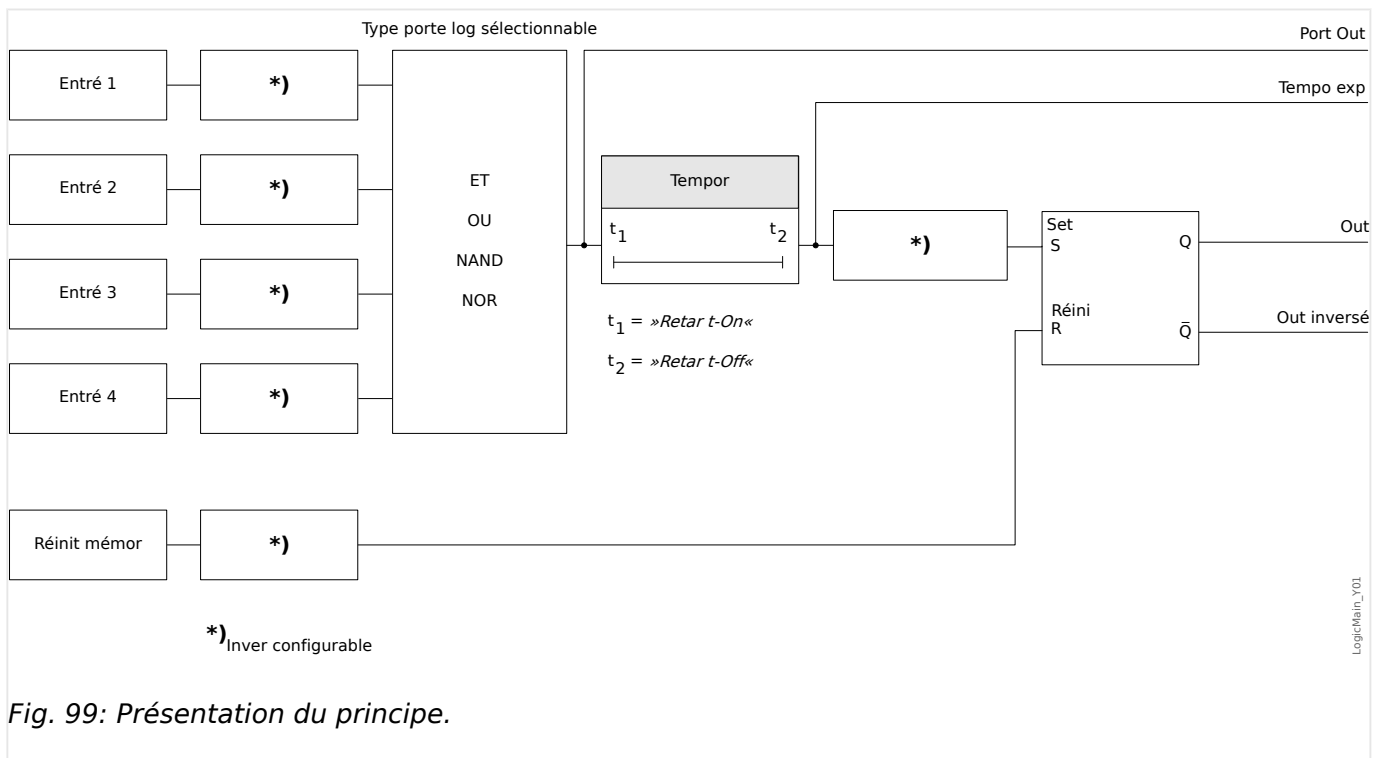 Type porte log sélectionnable
Port Out
Entré 1
*)
Tempo exp
Entré 2
*)
ET
OU
NAND
NOR
Tempor
t1
t2
*)
Set
S
Q
Out
Entré 3
*)
t1 = »Retar t-On«
t2 = »Retar t-Off«
Réini
R
Q̅
Out inversé
Entré 4
*)
Réinit mémor
*)
*)Inver configurable
LogicMain_Y01
Fig. 99: Présentation du principe.